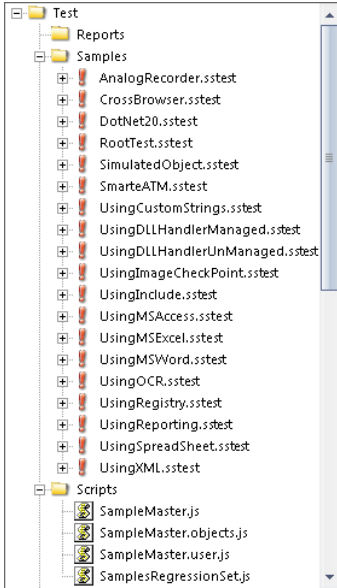 Test
Reports
Samples
AnalogRecorder.sstest
CrossBrowser.sstest
DotNet20.sstest
RootTest.sstest
SimulatedObject.sstest
SmarteATM.sstest
UsingCustomStrings.sstest
UsingDLLHandlerManaged.sstest
UsingDLLHandlerUnManaged.sstest
UsingImageCheckPoint.sstest
UsingInclude.sstest
UsingMSAccess.sstest
UsingMSExcel.sstest
UsingMSWord.sstest
UsingOCR.sstest
UsingRegistry.sstest
UsingReporting.sstest
UsingSpreadSheet.sstest
UsingXML.sstest
Scripts
SampleMaster.js
SampleMaster.objects.js
SampleMaster.user.js
SamplesRegressionSet.js